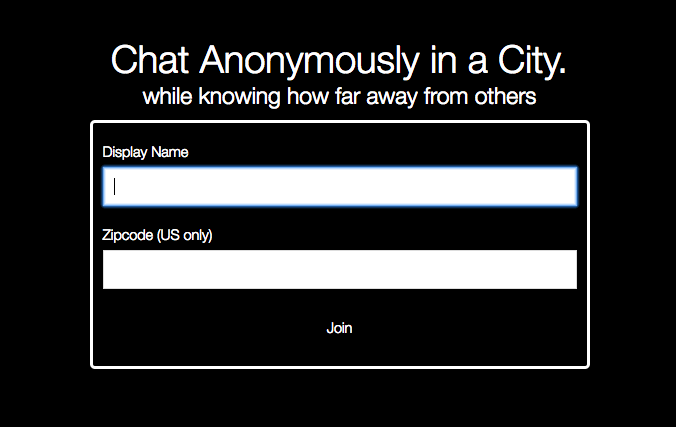 Chat Anonymously in a City.
while knowing how far away from others
Display Name
Zipcode (US only)
Join